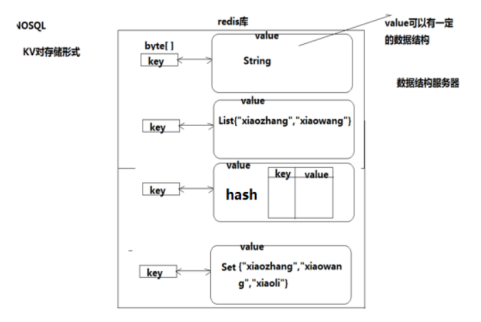 NOSQL
KV对存储形式
redis库
value可以有一定
的数据结构
数据结构服务器
byte[ ]
key
value
String
key
value
List{"xiaozhang","xiaowang"}
key
value
hash
key value
key
value
Set {"xiaozhang","xiaowan
g","xiaoli"}